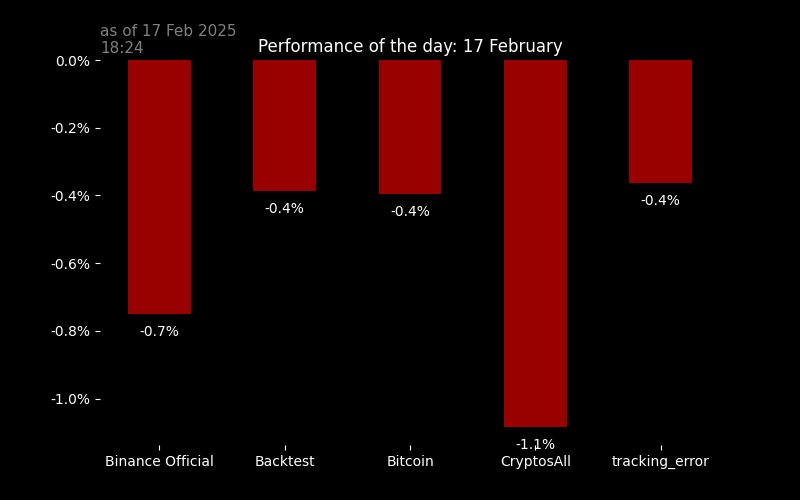 as of 17 Feb 2025
18:24
Performance of the day: 17 February
0.0%
-0.2%
-0.4%
-0.6%
-0.8%
-1.0%
-0.7%
-0.4%
-0.4%
-1.1%
-0.4%
Binance Official
Backtest
Bitcoin
CryptosAll
tracking_error